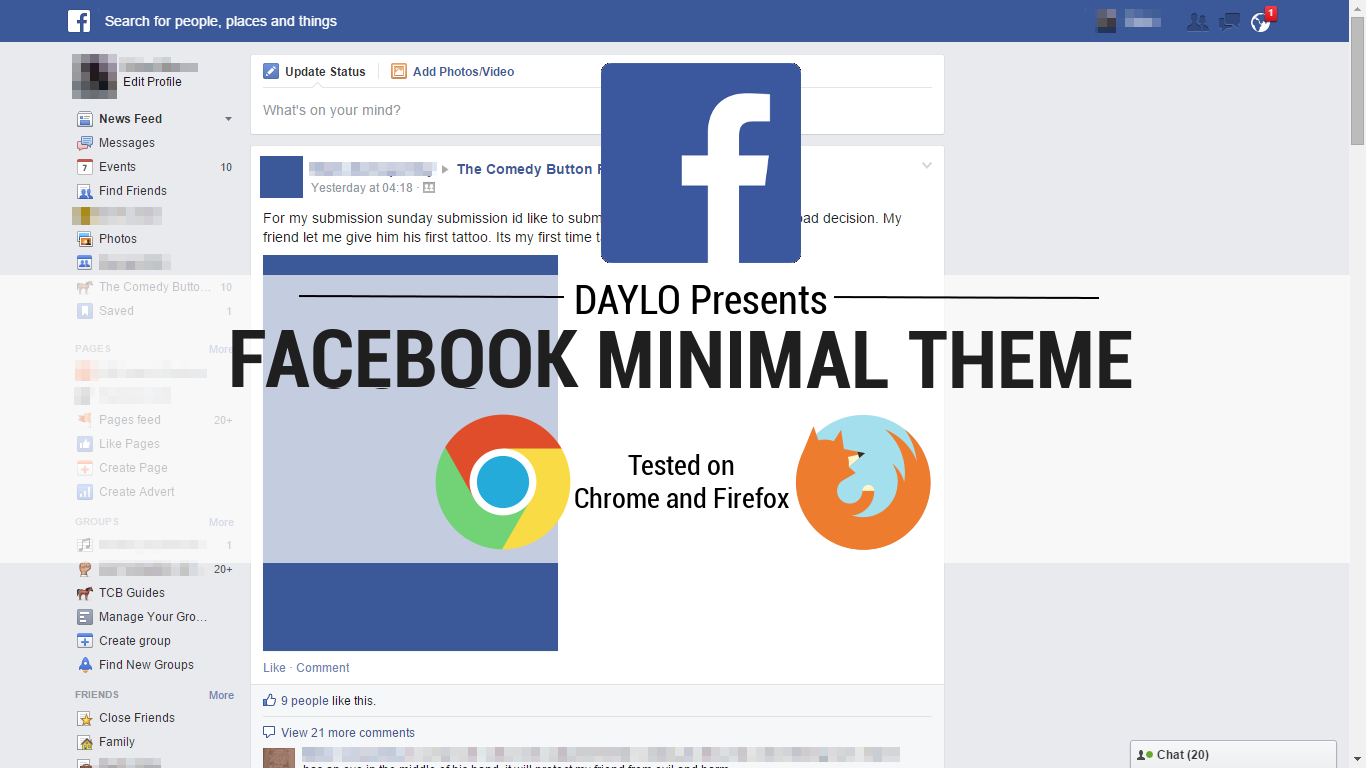 Search for people, places and things
1
Edit Profile
News Feed
Messages
Events 10
Find Friends
Photos
The Comedy Butto... 10
Saved 1
PAGES More
Pages feed 20+
Like Pages
Create Page
Create Advert
GROUPS More
1
20+
TCB Guides
Manage Your Gro...
Create group
Find New Groups
FRIENDS More
Close Friends
Family
Update Status
Add Photos/Video
What's on your mind?
The Comedy Button
Yesterday at 04:18 ·
For my submission sunday submission id like to decision. My
friend let me give him his first tattoo. Its my first time
DAYLO Presents
FACEBOOK MINIMAL THEME
Tested on
Chrome and Firefox
Like · Comment
9 people like this.
View 21 more comments
Chat (20)